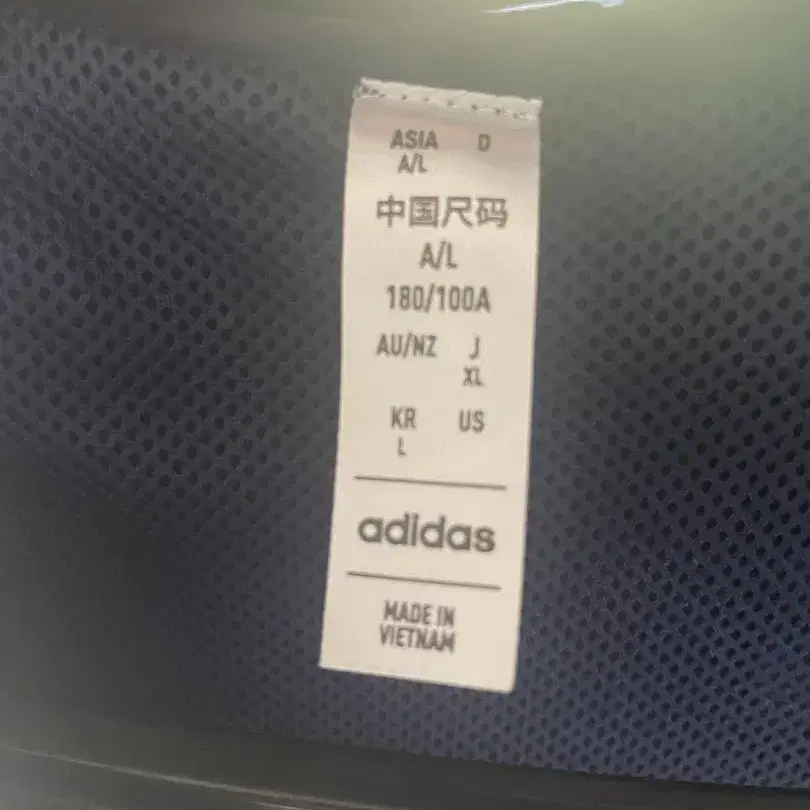 ASIA D
A/L
中国尺码
A/L
180/100A
AU/NZ J
XL
KR US
L
adidas
MADE IN
VIETNAM